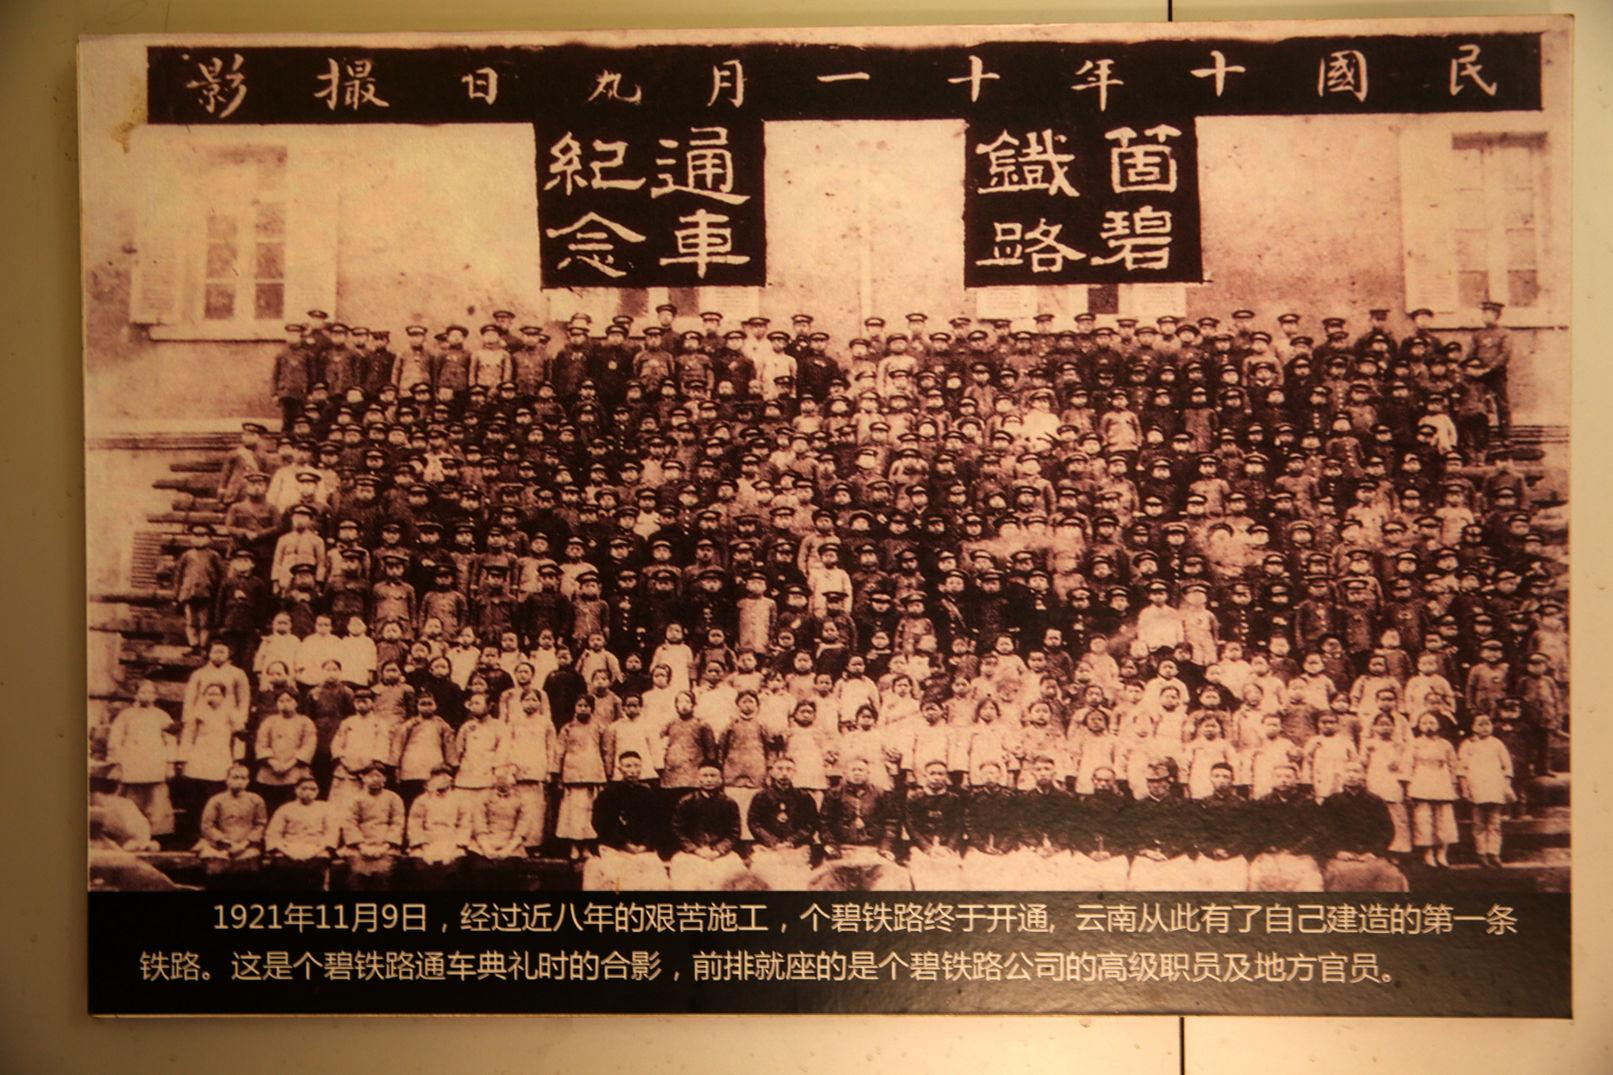 民國十年十一月九日撮影
箇碧
鐵路
通車
紀念
1921年11月9日，经过近八年的艰苦施工，个碧铁路终于开通，云南从此有了自己建造的第一条
铁路。这是个碧铁路通车典礼时的合影，前排就座的是个碧铁路公司的高级职员及地方官员。